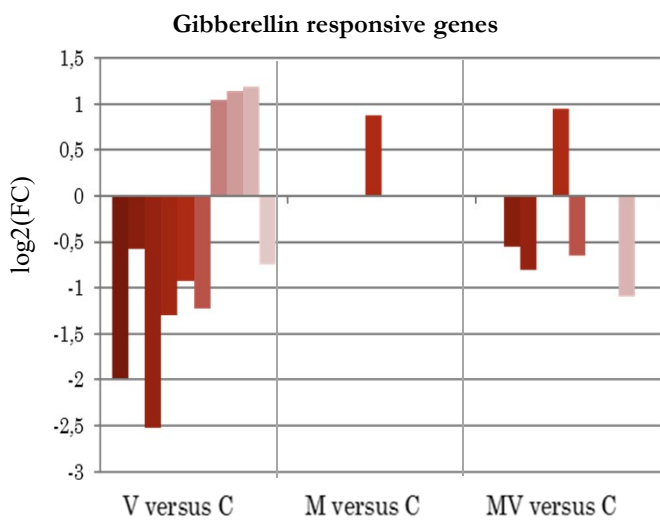 Gibberellin responsive genes
1,5
1
0,5
0
-0,5
-1
-1,5
-2
-2,5
-3
log2(FC)
V versus C
M versus C
MV versus C